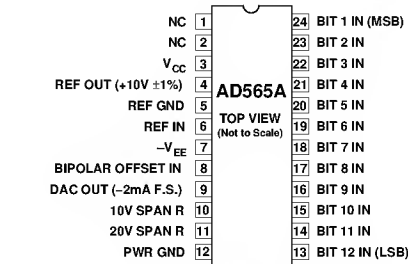 NC 1 24 BIT 1 IN (MSB)
NC 2 23 BIT 2 IN
VCC 3 22 BIT 3 IN
REF OUT (+10V ±1%) 4 21 BIT 4 IN
AD565A
REF GND 5 20 BIT 5 IN
TOP VIEW
(Not to Scale)
REF IN 6 19 BIT 6 IN
–VEE 7 18 BIT 7 IN
BIPOLAR OFFSET IN 8 17 BIT 8 IN
DAC OUT (–2mA F.S.) 9 16 BIT 9 IN
10V SPAN R 10 15 BIT 10 IN
20V SPAN R 11 14 BIT 11 IN
PWR GND 12 13 BIT 12 IN (LSB)